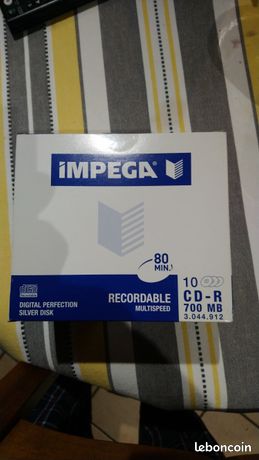 IMPEGA
80
MIN.
10
CD-R
700 MB
3.044.912
RECORDABLE
MULTISPEED
DIGITAL PERFECTION
SILVER DISK
leboncoin